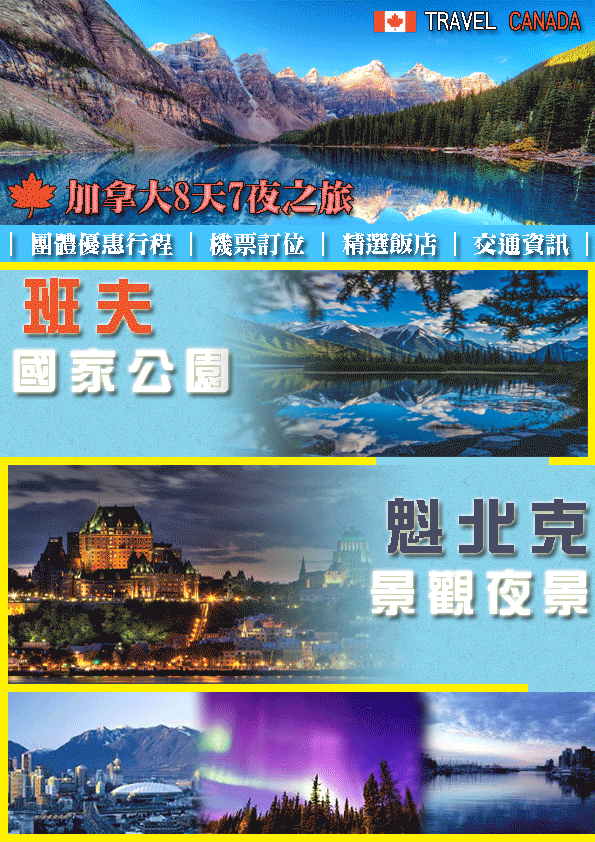 TRAVEL CANADA
加拿大8天7夜之旅
| 團體優惠行程 | 機票訂位 | 精選飯店 | 交通資訊 |
班夫
國家公園
魁北克
景觀夜景